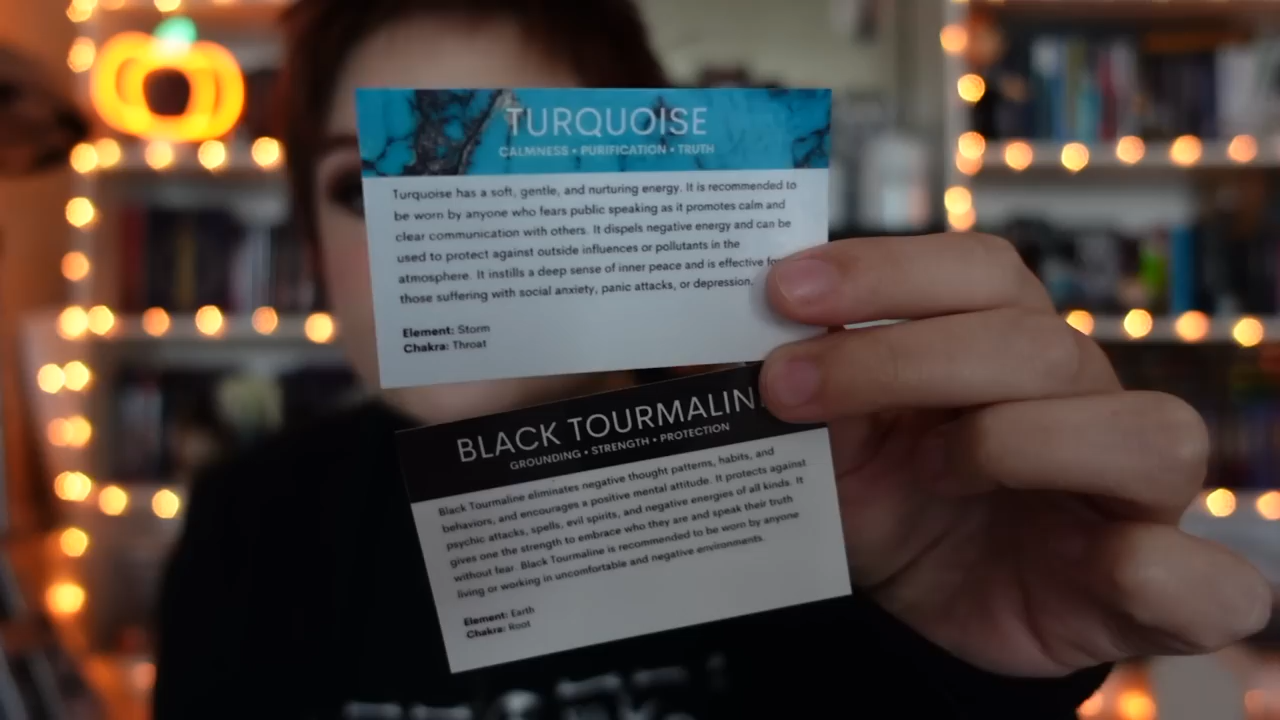 TURQUOISE
CALMNESS • PURIFICATION • TRUTH
Turquoise has a soft, gentle, and nurturing energy. It is recommended to
be worn by anyone who fears public speaking as it promotes calm and
clear communication with others. It dispels negative energy and can be
used to protect against outside influences or pollutants in the
atmosphere. It instills a deep sense of inner peace and is effective for
those suffering with social anxiety, panic attacks, or depression.
Element: Storm
Chakra: Throat
BLACK TOURMALIN
GROUNDING • STRENGTH • PROTECTION
Black Tourmaline eliminates negative thought patterns, habits, and
behaviors, and encourages a positive mental attitude. It protects against
psychic attacks, spells, evil spirits, and negative energies of all kinds. It
gives one the strength to embrace who they are and speak their truth
without fear. Black Tourmaline is recommended to be worn by anyone
living or working in uncomfortable and negative environments.
Element: Earth
Chakra: Root